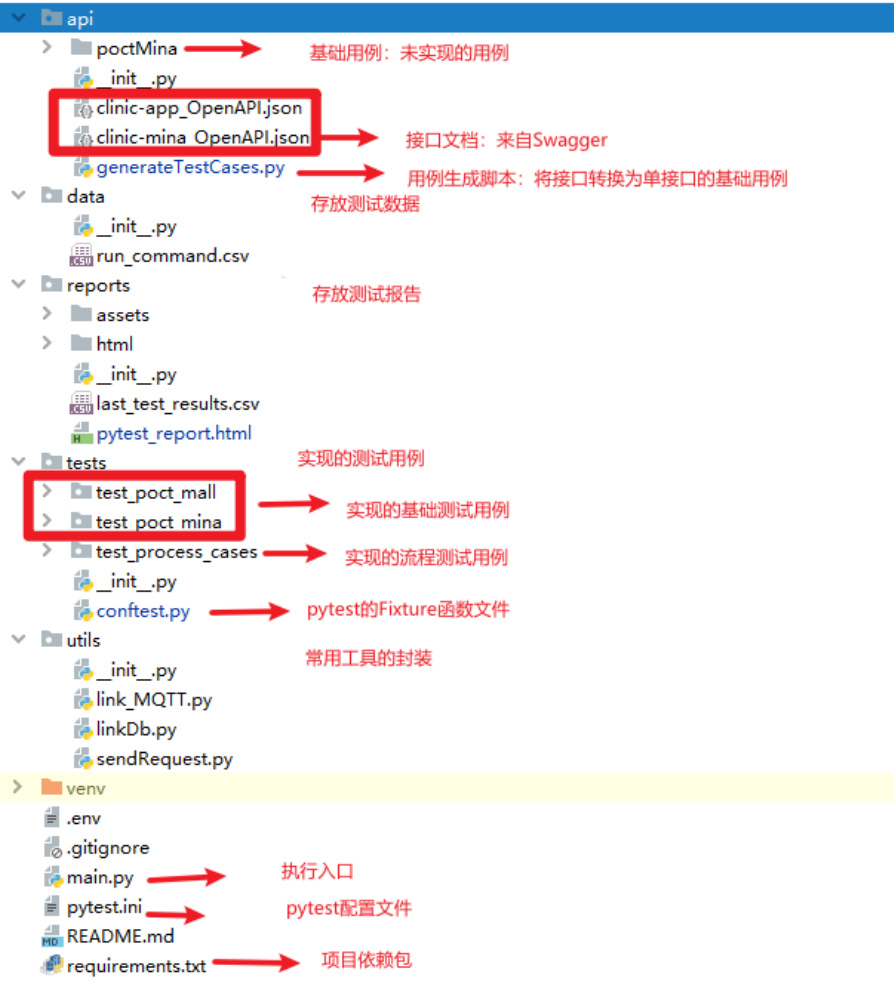 api
poctMina
基础用例：未实现的用例
__init__.py
clinic-app_OpenAPI.json
clinic-mina_OpenAPI.json
接口文档：来自Swagger
generateTestCases.py
用例生成脚本：将接口转换为单接口的基础用例
data
存放测试数据
__init__.py
run_command.csv
reports
存放测试报告
assets
html
__init__.py
last_test_results.csv
pytest_report.html
tests
实现的测试用例
test_poct_mall
实现的基础测试用例
test_poct_mina
test_process_cases
实现的流程测试用例
__init__.py
conftest.py
pytest的Fixture函数文件
utils
常用工具的封装
__init__.py
link_MQTT.py
linkDb.py
sendRequest.py
venv
.env
.gitignore
main.py
执行入口
pytest.ini
pytest配置文件
README.md
requirements.txt
项目依赖包